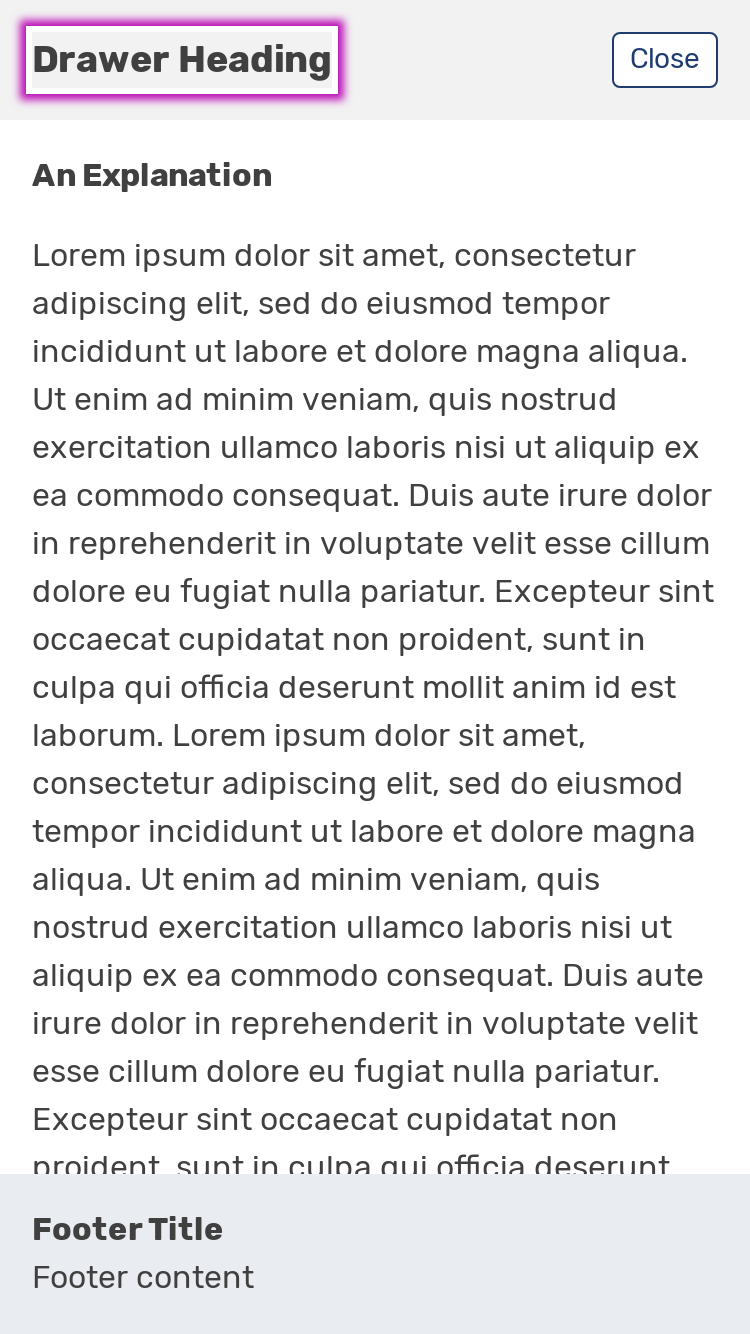 Drawer Heading
Close
An Explanation
Lorem ipsum dolor sit amet, consectetur
adipiscing elit, sed do eiusmod tempor
incididunt ut labore et dolore magna aliqua.
Ut enim ad minim veniam, quis nostrud
exercitation ullamco laboris nisi ut aliquip ex
ea commodo consequat. Duis aute irure dolor
in reprehenderit in voluptate velit esse cillum
dolore eu fugiat nulla pariatur. Excepteur sint
occaecat cupidatat non proident, sunt in
culpa qui officia deserunt mollit anim id est
laborum. Lorem ipsum dolor sit amet,
consectetur adipiscing elit, sed do eiusmod
tempor incididunt ut labore et dolore magna
aliqua. Ut enim ad minim veniam, quis
nostrud exercitation ullamco laboris nisi ut
aliquip ex ea commodo consequat. Duis aute
irure dolor in reprehenderit in voluptate velit
esse cillum dolore eu fugiat nulla pariatur.
Excepteur sint occaecat cupidatat non
proident, sunt in culpa qui officia deserunt
Footer Title
Footer content